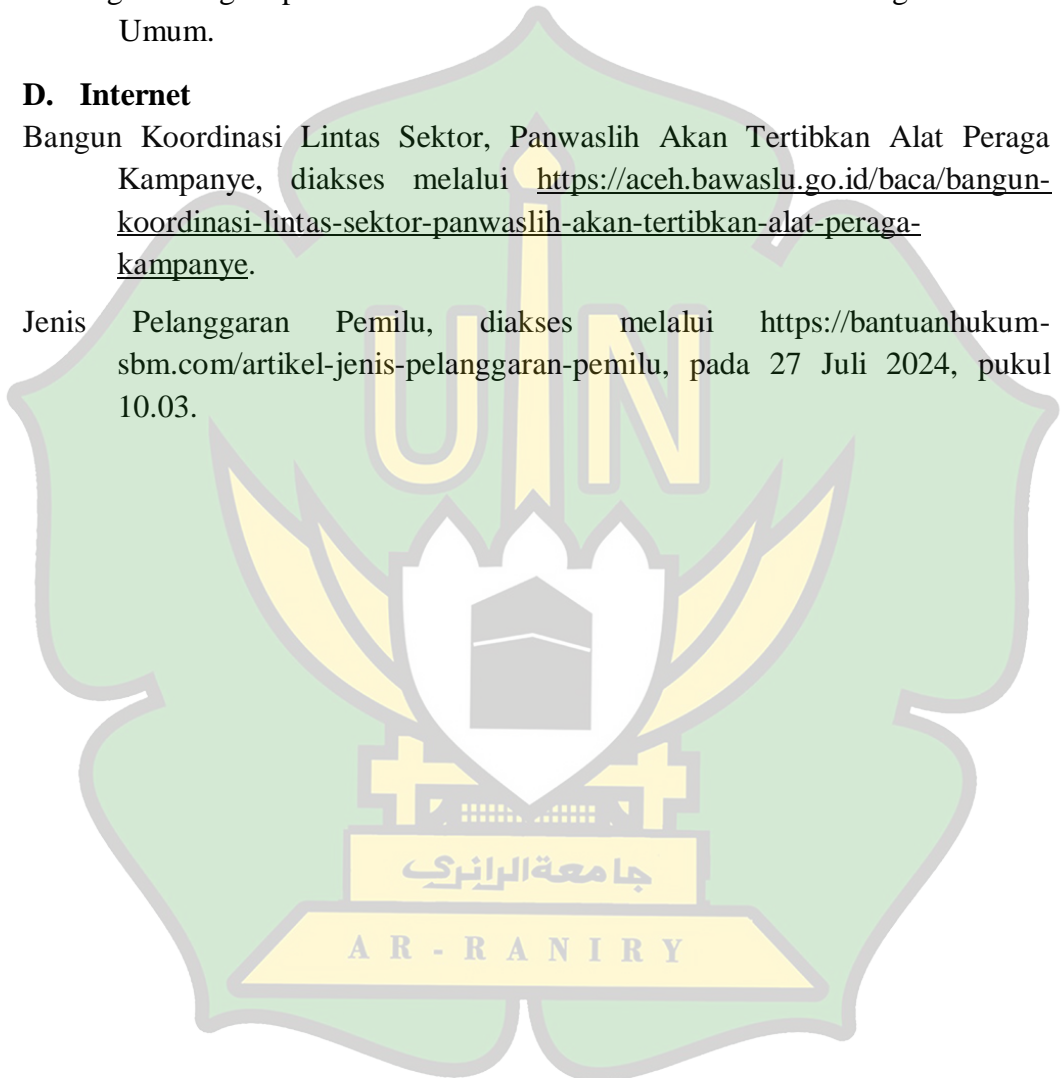 Umum.
D. Internet
Bangun Koordinasi Lintas Sektor, Panwaslih Akan Tertibkan Alat Peraga
Kampanye, diakses melalui https://aceh.bawaslu.go.id/baca/bangun-
koordinasi-lintas-sektor-panwaslih-akan-tertibkan-alat-peraga-
kampanye.
Jenis Pelanggaran Pemilu, diakses melalui https://bantuanhukum-
sbm.com/artikel-jenis-pelanggaran-pemilu, pada 27 Juli 2024, pukul
10.03.
UIN
جامعة الرانري
AR-RANIRY